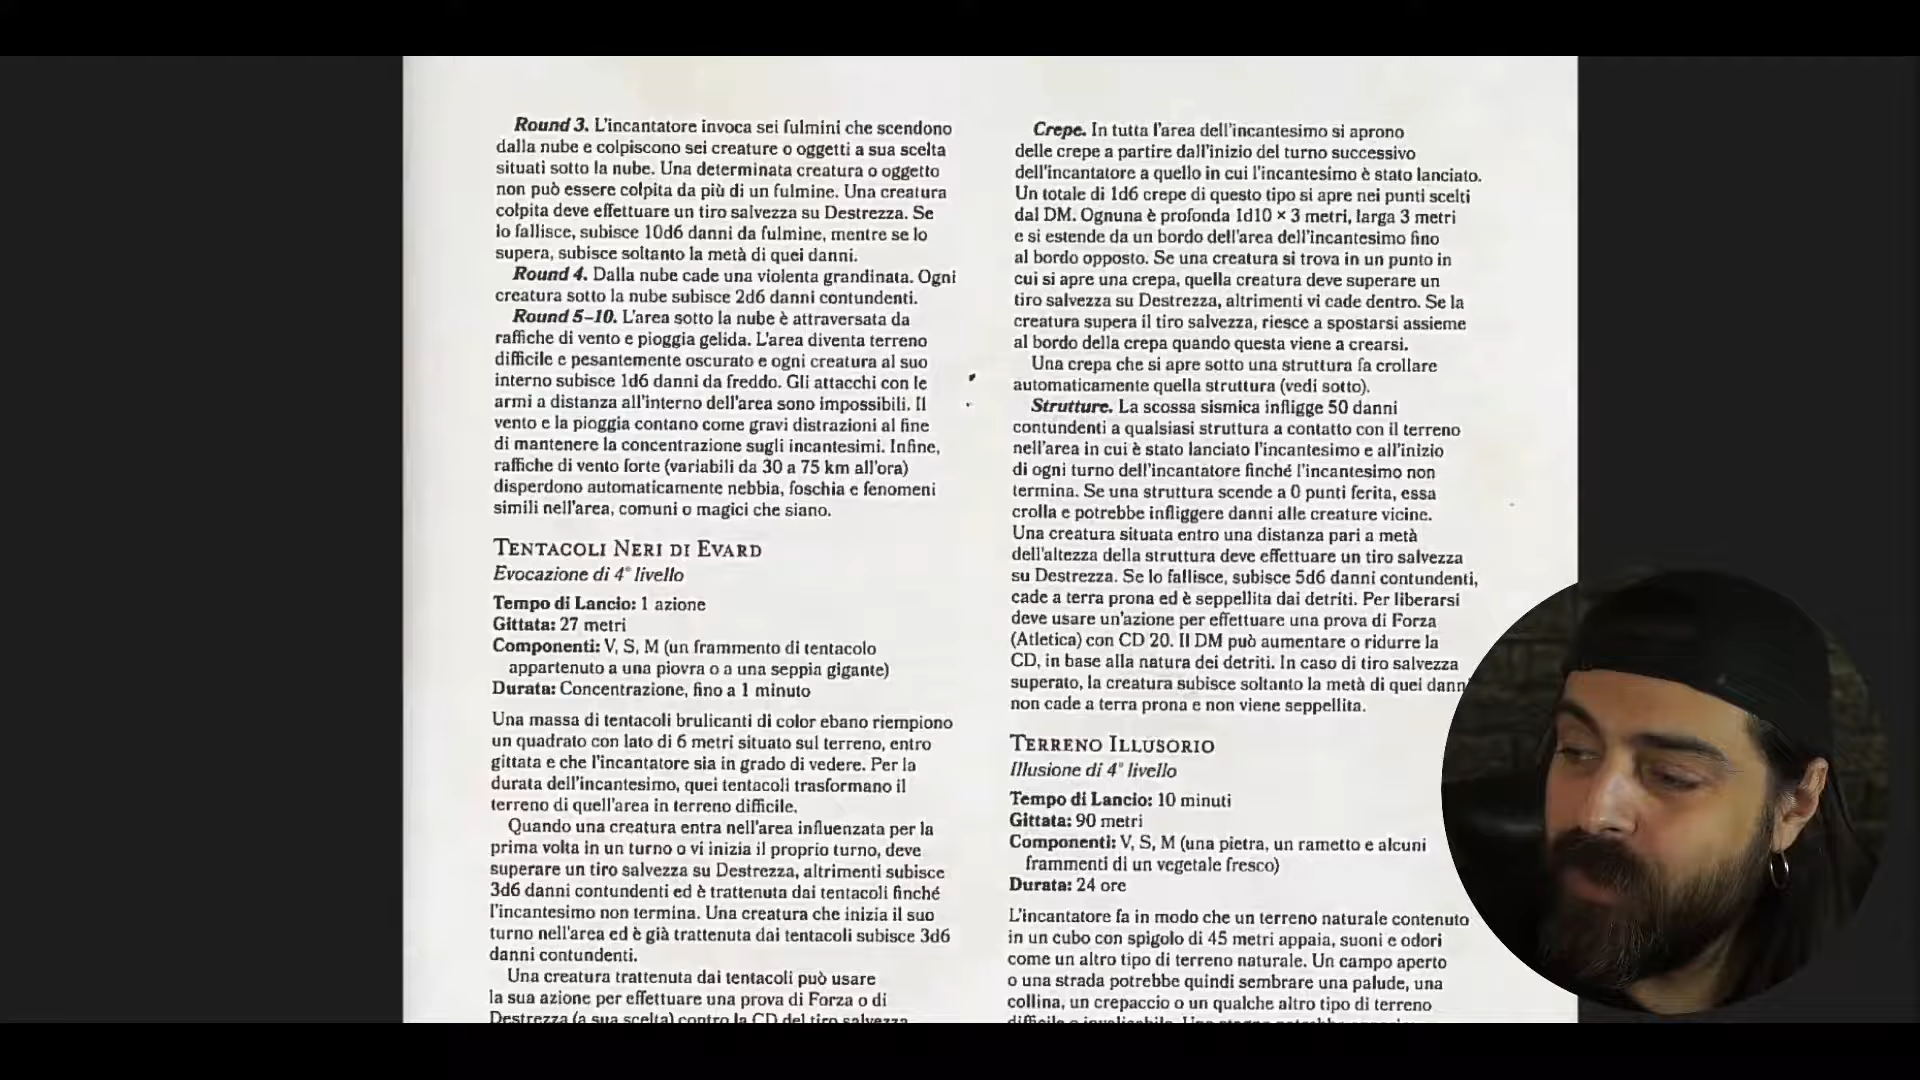 Round 3. L'incantatore invoca sei fulmini che scendono
dalla nube e colpiscono sei creature o oggetti a sua scelta
situati sotto la nube. Una determinata creatura o oggetto
non può essere colpita da più di un fulmine. Una creatura
colpita deve effettuare un tiro salvezza su Destrezza. Se
lo fallisce, subisce 10d6 danni da fulmine, mentre se lo
supera, subisce soltanto la metà di quei danni.
Round 4. Dalla nube cade una violenta grandinata. Ogni
creatura sotto la nube subisce 2d6 danni contundenti.
Round 5–10. L'area sotto la nube è attraversata da
raffiche di vento e pioggia gelida. L'area diventa terreno
difficile e pesantemente oscurato e ogni creatura al suo
interno subisce 1d6 danni da freddo. Gli attacchi con le
armi a distanza all'interno dell'area sono impossibili. Il
vento e la pioggia contano come gravi distrazioni al fine
di mantenere la concentrazione sugli incantesimi. Infine,
raffiche di vento forte (variabili da 30 a 75 km all'ora)
disperdono automaticamente nebbia, foschia e fenomeni
simili nell'area, comuni o magici che siano.
TENTACOLI NERI DI EVARD
Evocazione di 4° livello
Tempo di Lancio: 1 azione
Gittata: 27 metri
Componenti: V, S, M (un frammento di tentacolo
appartenuto a una piovra o a una seppia gigante)
Durata: Concentrazione, fino a 1 minuto
Una massa di tentacoli brulicanti di color ebano riempiono
un quadrato con lato di 6 metri situato sul terreno, entro
gittata e che l'incantatore sia in grado di vedere. Per la
durata dell'incantesimo, quei tentacoli trasformano il
terreno di quell'area in terreno difficile.
Quando una creatura entra nell'area influenzata per la
prima volta in un turno o vi inizia il proprio turno, deve
superare un tiro salvezza su Destrezza, altrimenti subisce
3d6 danni contundenti ed è trattenuta dai tentacoli finché
l'incantesimo non termina. Una creatura che inizia il suo
turno nell'area ed è già trattenuta dai tentacoli subisce 3d6
danni contundenti.
Una creatura trattenuta dai tentacoli può usare
la sua azione per effettuare una prova di Forza o di
Destrezza (a sua scelta) contro la CD del tiro salvezza
Crepe. In tutta l'area dell'incantesimo si aprono
delle crepe a partire dall'inizio del turno successivo
dell'incantatore a quello in cui l'incantesimo è stato lanciato.
Un totale di 1d6 crepe di questo tipo si apre nei punti scelti
dal DM. Ognuna è profonda 1d10 × 3 metri, larga 3 metri
e si estende da un bordo dell'area dell'incantesimo fino
al bordo opposto. Se una creatura si trova in un punto in
cui si apre una crepa, quella creatura deve superare un
tiro salvezza su Destrezza, altrimenti vi cade dentro. Se la
creatura supera il tiro salvezza, riesce a spostarsi assieme
al bordo della crepa quando questa viene a crearsi.
Una crepa che si apre sotto una struttura fa crollare
automaticamente quella struttura (vedi sotto).
Strutture. La scossa sismica infligge 50 danni
contundenti a qualsiasi struttura a contatto con il terreno
nell'area in cui è stato lanciato l'incantesimo e all'inizio
di ogni turno dell'incantatore finché l'incantesimo non
termina. Se una struttura scende a 0 punti ferita, essa
crolla e potrebbe infliggere danni alle creature vicine.
Una creatura situata entro una distanza pari a metà
dell'altezza della struttura deve effettuare un tiro salvezza
su Destrezza. Se lo fallisce, subisce 5d6 danni contundenti,
cade a terra prona ed è seppellita dai detriti. Per liberarsi
deve usare un'azione per effettuare una prova di Forza
(Atletica) con CD 20. Il DM può aumentare o ridurre la
CD, in base alla natura dei detriti. In caso di tiro salvezza
superato, la creatura subisce soltanto la metà di quei dann
non cade a terra prona e non viene seppellita.
TERRENO ILLUSORIO
Illusione di 4° livello
Tempo di Lancio: 10 minuti
Gittata: 90 metri
Componenti: V, S, M (una pietra, un rametto e alcuni
frammenti di un vegetale fresco)
Durata: 24 ore
L'incantatore fa in modo che un terreno naturale contenuto
in un cubo con spigolo di 45 metri appaia, suoni e odori
come un altro tipo di terreno naturale. Un campo aperto
o una strada potrebbe quindi sembrare una palude, una
collina, un crepaccio o un qualche altro tipo di terreno